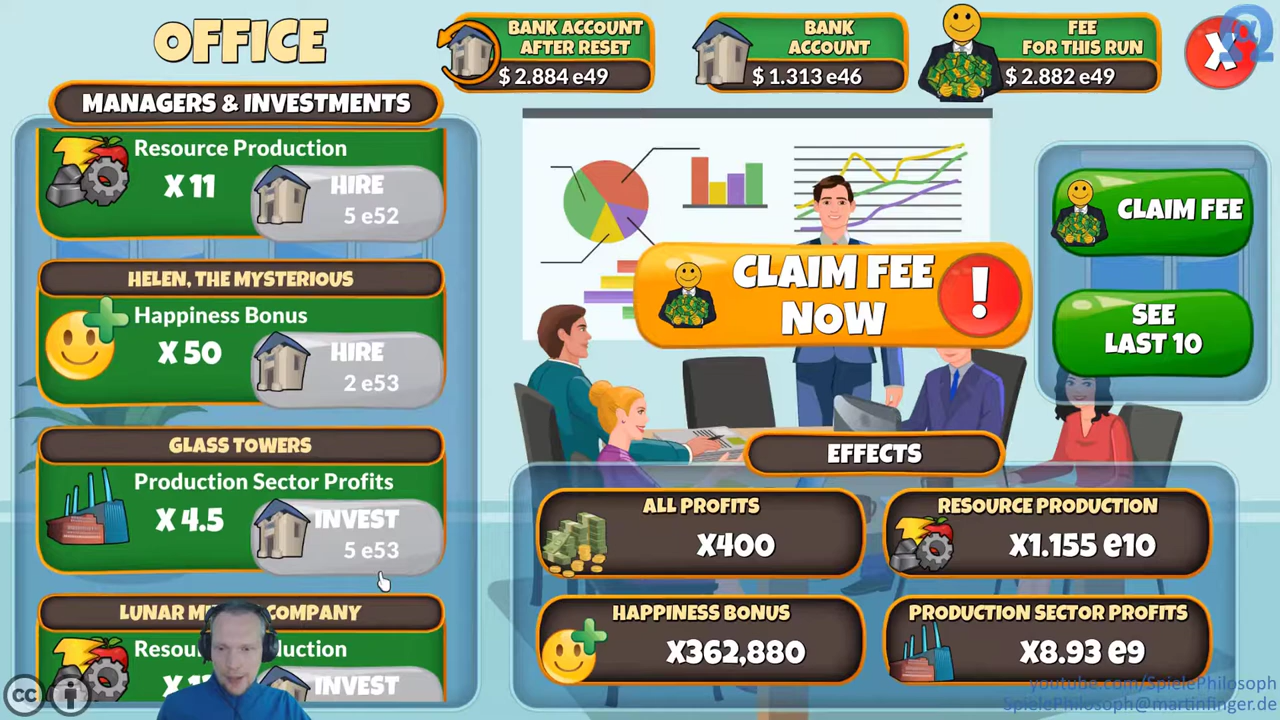 OFFICE
BANK ACCOUNT
AFTER RESET
$ 2.884 e49
BANK
ACCOUNT
$ 1.313 e46
FEE
FOR THIS RUN
$ 2.882 e49
X
MANAGERS & INVESTMENTS
Resource Production
X 11
HIRE
5 e52
HELEN, THE MYSTERIOUS
Happiness Bonus
X 50
HIRE
2 e53
GLASS TOWERS
Production Sector Profits
X 4.5
INVEST
5 e53
LUNAR COMPANY
INVEST
CLAIM FEE
NOW
!
CLAIM FEE
SEE
LAST 10
EFFECTS
ALL PROFITS
X400
RESOURCE PRODUCTION
X1.155 e10
HAPPINESS BONUS
X362,880
PRODUCTION SECTOR PROFITS
X8.93 e9
cc
youtube.com/SpielePhilosoph
SpielePhilosoph@martinfinger.de